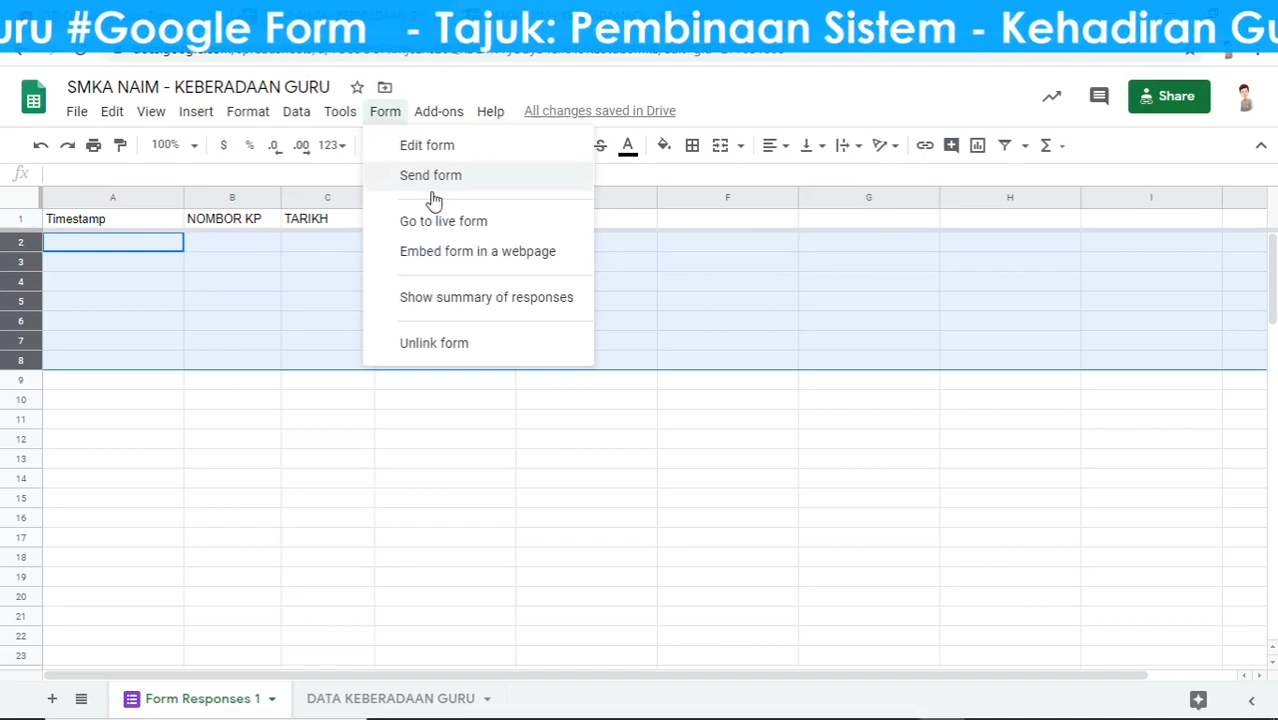 uru #Google Form - Tajuk: Pembinaan Sistem - Kehadiran Gu
SMKA NAIM - KEBERADAAN GURU
File Edit View Insert Format Data Tools Form Add-ons Help All changes saved in Drive
Share
100% $ % .0 .00 123 A Σ
Edit form
Send form
Go to live form
Embed form in a webpage
Show summary of responses
Unlink form
fx
A B C F G H I
1 Timestamp NOMBOR KP TARIKH
2
3
4
5
6
7
8
9
10
11
12
13
14
15
16
17
18
19
20
21
22
23
Form Responses 1 DATA KEBERADAAN GURU